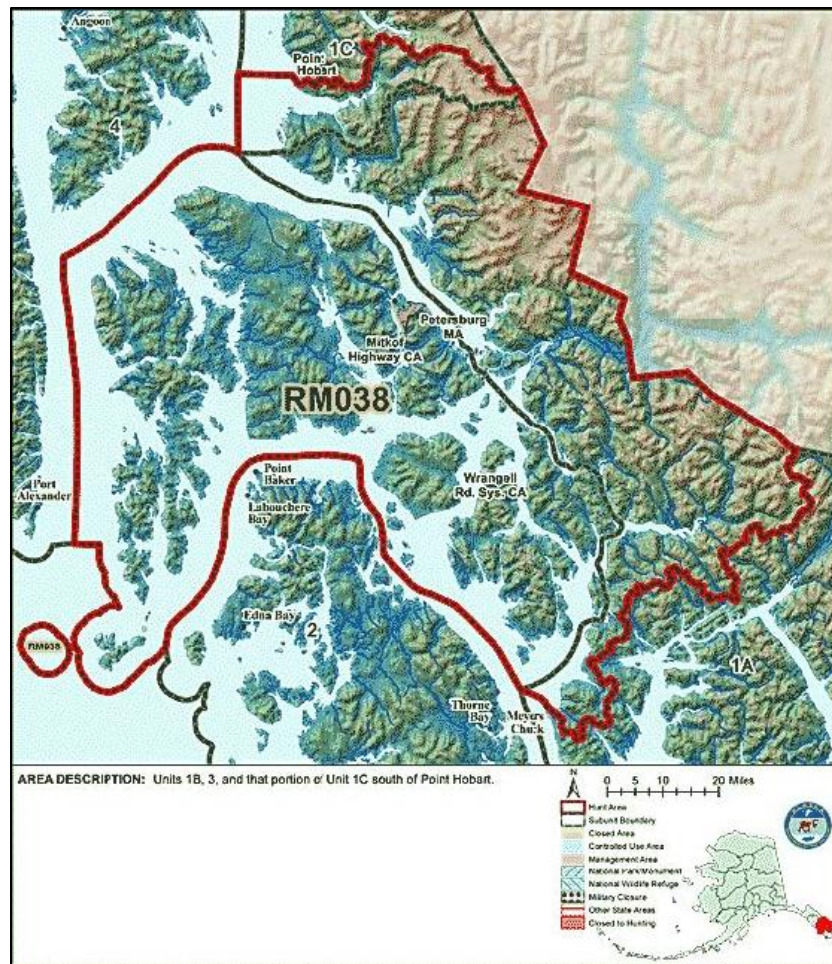 Angoon
1C
Point
Hobart
4
Petersburg
MA
Mitkof
Highway CA
RM038
Point
Baker
Port
Alexander
Labouchere
Bay
Wrangell
Rd. Sys. CA
Edna Bay
2
RM038
1A
Thorne
Bay
Meyers
Chuck
AREA DESCRIPTION: Units 1B, 3, and that portion of Unit 1C south of Point Hobart.
N
0 5 10 20 Miles
Hunt Area
Subunit Boundary
Closed Area
Controlled Use Area
Management Area
National Park/Monument
National Wildlife Refuge
Military Closure
Other State Areas
Closed to Hunting